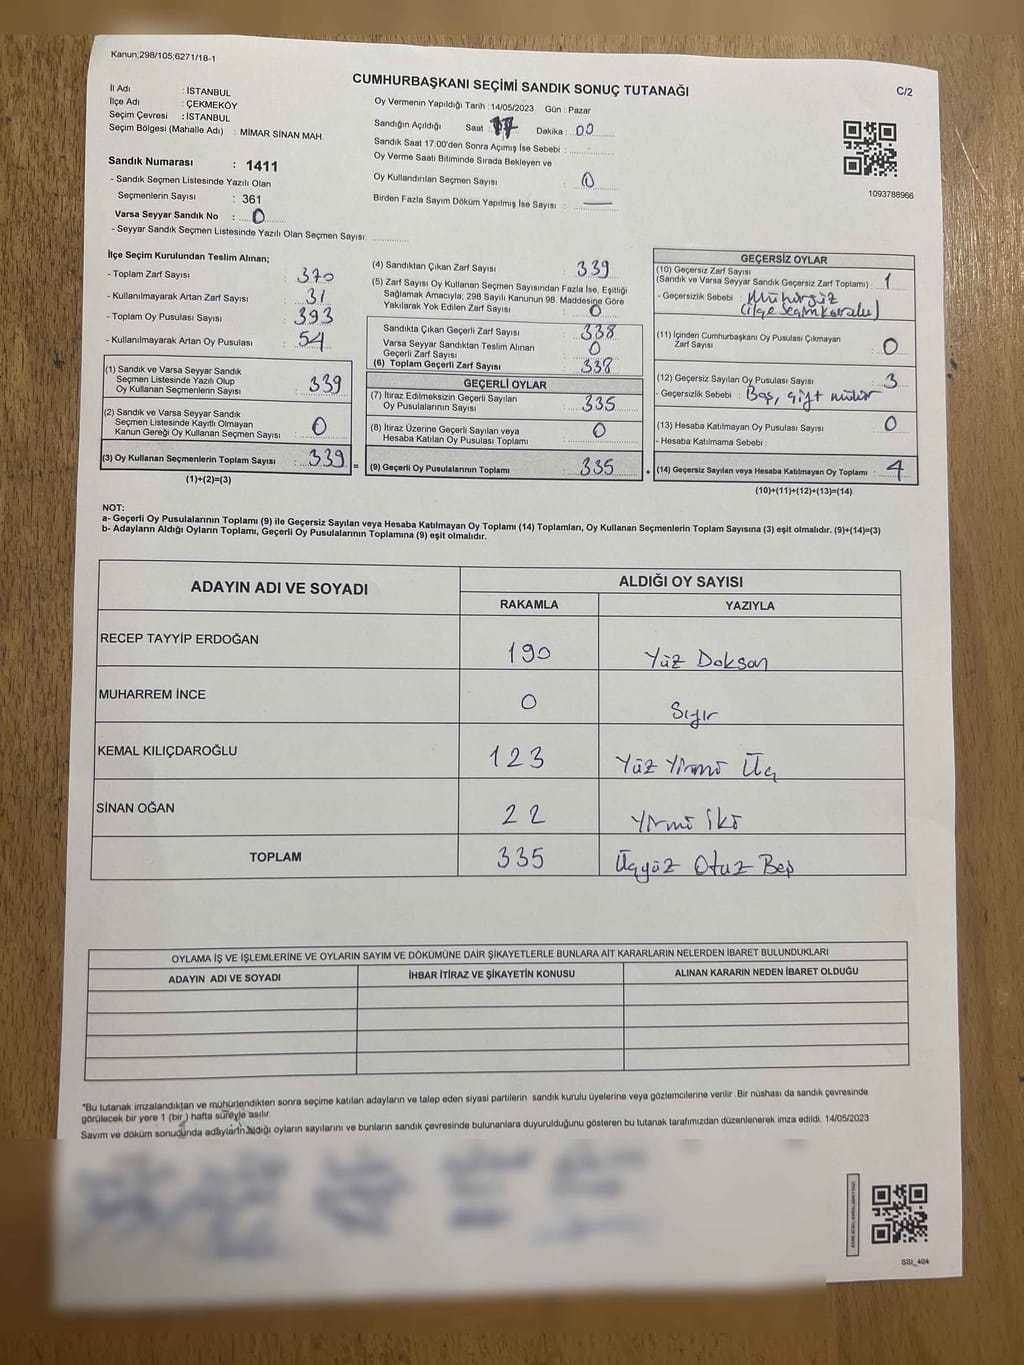 Kanun;298/105;6271/18-1
CUMHURBAŞKANI SEÇİMİ SANDIK SONUÇ TUTANAĞI
C/2
İl Adı : İSTANBUL
İlçe Adı : ÇEKMEKÖY
Seçim Çevresi : İSTANBUL
Seçim Bölgesi (Mahalle Adı) : MİMAR SİNAN MAH.
Sandık Numarası : 1411
- Sandık Seçmen Listesinde Yazılı Olan
Seçmenlerin Sayısı : 361
Varsa Seyyar Sandık No : 0
- Seyyar Sandık Seçmen Listesinde Yazılı Olan Seçmen Sayısı:
Oy Vermenin Yapıldığı Tarih :14/05/2023 Gün : Pazar
Sandığın Açıldığı Saat : 17 Dakika : 00
Sandık Saat 17:00'den Sonra Açımış İse Sebebi :
Oy Verme Saati Bitiminde Sırada Bekleyen ve
Oy Kullandırılan Seçmen Sayısı : 0
Birden Fazla Sayım Döküm Yapılmış İse Sayısı : —
1093788966
İlçe Seçim Kurulundan Teslim Alınan;
- Toplam Zarf Sayısı : 370
- Kullanılmayarak Artan Zarf Sayısı : 31
- Toplam Oy Pusulası Sayısı : 393
- Kullanılmayarak Artan Oy Pusulası : 54
(1) Sandık ve Varsa Seyyar Sandık
Seçmen Listesinde Yazılı Olup
Oy Kullanan Seçmenlerin Sayısı : 339
(2) Sandık ve Varsa Seyyar Sandık
Seçmen Listesinde Kayıtlı Olmayan
Kanun Gereği Oy Kullanan Seçmen Sayısı : 0
(3) Oy Kullanan Seçmenlerin Toplam Sayısı : 339 =
(1)+(2)=(3)
(4) Sandıktan Çıkan Zarf Sayısı : 339
(5) Zarf Sayısı Oy Kullanan Seçmen Sayısından Fazla İse, Eşitliği
Sağlamak Amacıyla; 298 Sayılı Kanunun 98. Maddesine Göre
Yakılarak Yok Edilen Zarf Sayısı : 0
Sandıkta Çıkan Geçerli Zarf Sayısı : 338
Varsa Seyyar Sandıktan Teslim Alınan
Geçerli Zarf Sayısı : 0
(6) Toplam Geçerli Zarf Sayısı : 338
GEÇERLİ OYLAR
(7) İtiraz Edilmeksizin Geçerli Sayılan
Oy Pusulalarının Sayısı : 335
(8) İtiraz Üzerine Geçerli Sayılan veya
Hesaba Katılan Oy Pusulası Toplamı : 0
(9) Geçerli Oy Pusulalarının Toplamı : 335 +
GEÇERSİZ OYLAR
(10) Geçersiz Zarf Sayısı
(Sandık ve Varsa Seyyar Sandık Geçersiz Zarf Toplamı) : 1
- Geçersizlik Sebebi : Mühürsüz
(ilçe seçim kurulu)
(11) İçinden Cumhurbaşkanı Oy Pusulası Çıkmayan
Zarf Sayısı : 0
(12) Geçersiz Sayılan Oy Pusulası Sayısı : 3
- Geçersizlik Sebebi : Boş, çift mühür
(13) Hesaba Katılmayan Oy Pusulası Sayısı : 0
- Hesaba Katılmama Sebebi :
(14) Geçersiz Sayılan veya Hesaba Katılmayan Oy Toplamı : 4
(10)+(11)+(12)+(13)=(14)
NOT:
a- Geçerli Oy Pusulalarının Toplamı (9) ile Geçersiz Sayılan veya Hesaba Katılmayan Oy Toplamı (14) Toplamları, Oy Kullanan Seçmenlerin Toplam Sayısına (3) eşit olmalıdır. (9)+(14)=(3)
b- Adayların Aldığı Oyların Toplamı, Geçerli Oy Pusulalarının Toplamına (9) eşit olmalıdır.
ADAYIN ADI VE SOYADI ALDIĞI OY SAYISI
RAKAMLA YAZIYLA
RECEP TAYYİP ERDOĞAN 190 Yüz Doksan
MUHARREM İNCE 0 Sıfır
KEMAL KILIÇDAROĞLU 123 Yüz Yirmi Üç
SİNAN OĞAN 22 Yirmi İki
TOPLAM 335 Üçyüz Otuz Beş
OYLAMA İŞ VE İŞLEMLERİNE VE OYLARIN SAYIM VE DÖKÜMÜNE DAİR ŞİKAYETLERLE BUNLARA AİT KARARLARIN NELERDEN İBARET BULUNDUKLARI
ADAYIN ADI VE SOYADI İHBAR İTİRAZ VE ŞİKAYETİN KONUSU ALINAN KARARIN NEDEN İBARET OLDUĞU
*Bu tutanak imzalandıktan ve mühürlendikten sonra seçime katılan adayların ve talep eden siyasi partilerin sandık kurulu üyelerine veya gözlemcilerine verilir .Bir nüshası da sandık çevresinde
görülecek bir yere 1 (bir ) hafta süreyle asılır.
Sayım ve döküm sonucunda adayların aldığı oyların sayılarını ve bunların sandık çevresinde bulunanlara duyurulduğunu gösteren bu tutanak tarafımızdan düzenlenerek imza edildi. 14/05/2023
SSI_404